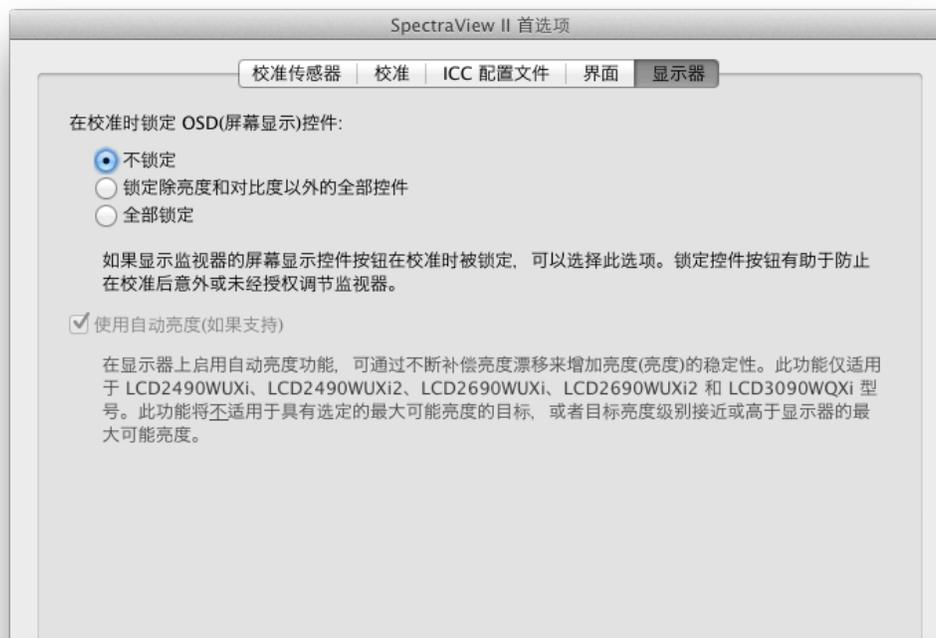 SpectraView II 首选项
校准传感器 校准 ICC 配置文件 界面 显示器
在校准时锁定 OSD(屏幕显示)控件:
不锁定
锁定除亮度和对比度以外的全部控件
全部锁定
如果显示监视器的屏幕显示控件按钮在校准时被锁定，可以选择此选项。锁定控件按钮有助于防止
在校准后意外或未经授权调节监视器。
使用自动亮度(如果支持)
在显示器上启用自动亮度功能，可通过不断补偿亮度漂移来增加亮度(亮度)的稳定性。此功能仅适用
于 LCD2490WUXi、LCD2490WUXi2、LCD2690WUXi、LCD2690WUXi2 和 LCD3090WQXi 型
号。此功能将不适用于具有选定的最大可能亮度的目标，或者目标亮度级别接近或高于显示器的最
大可能亮度。